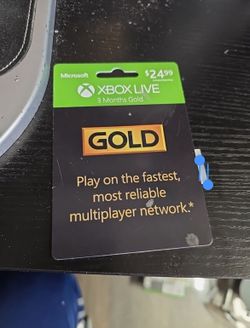 Microsoft
$24.99
XBOX LIVE
3 Months Gold
GOLD
Play on the fastest,
most reliable
multiplayer network.*